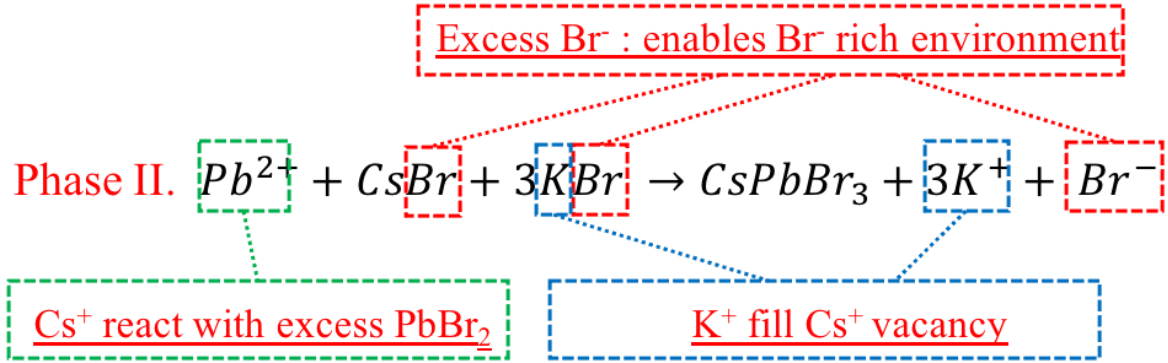 Excess Br⁻ : enables Br⁻ rich environment
Phase II. Pb²⁺ + CsBr + 3KBr → CsPbBr₃ + 3K⁺ + Br⁻
Cs⁺ react with excess PbBr₂
K⁺ fill Cs⁺ vacancy